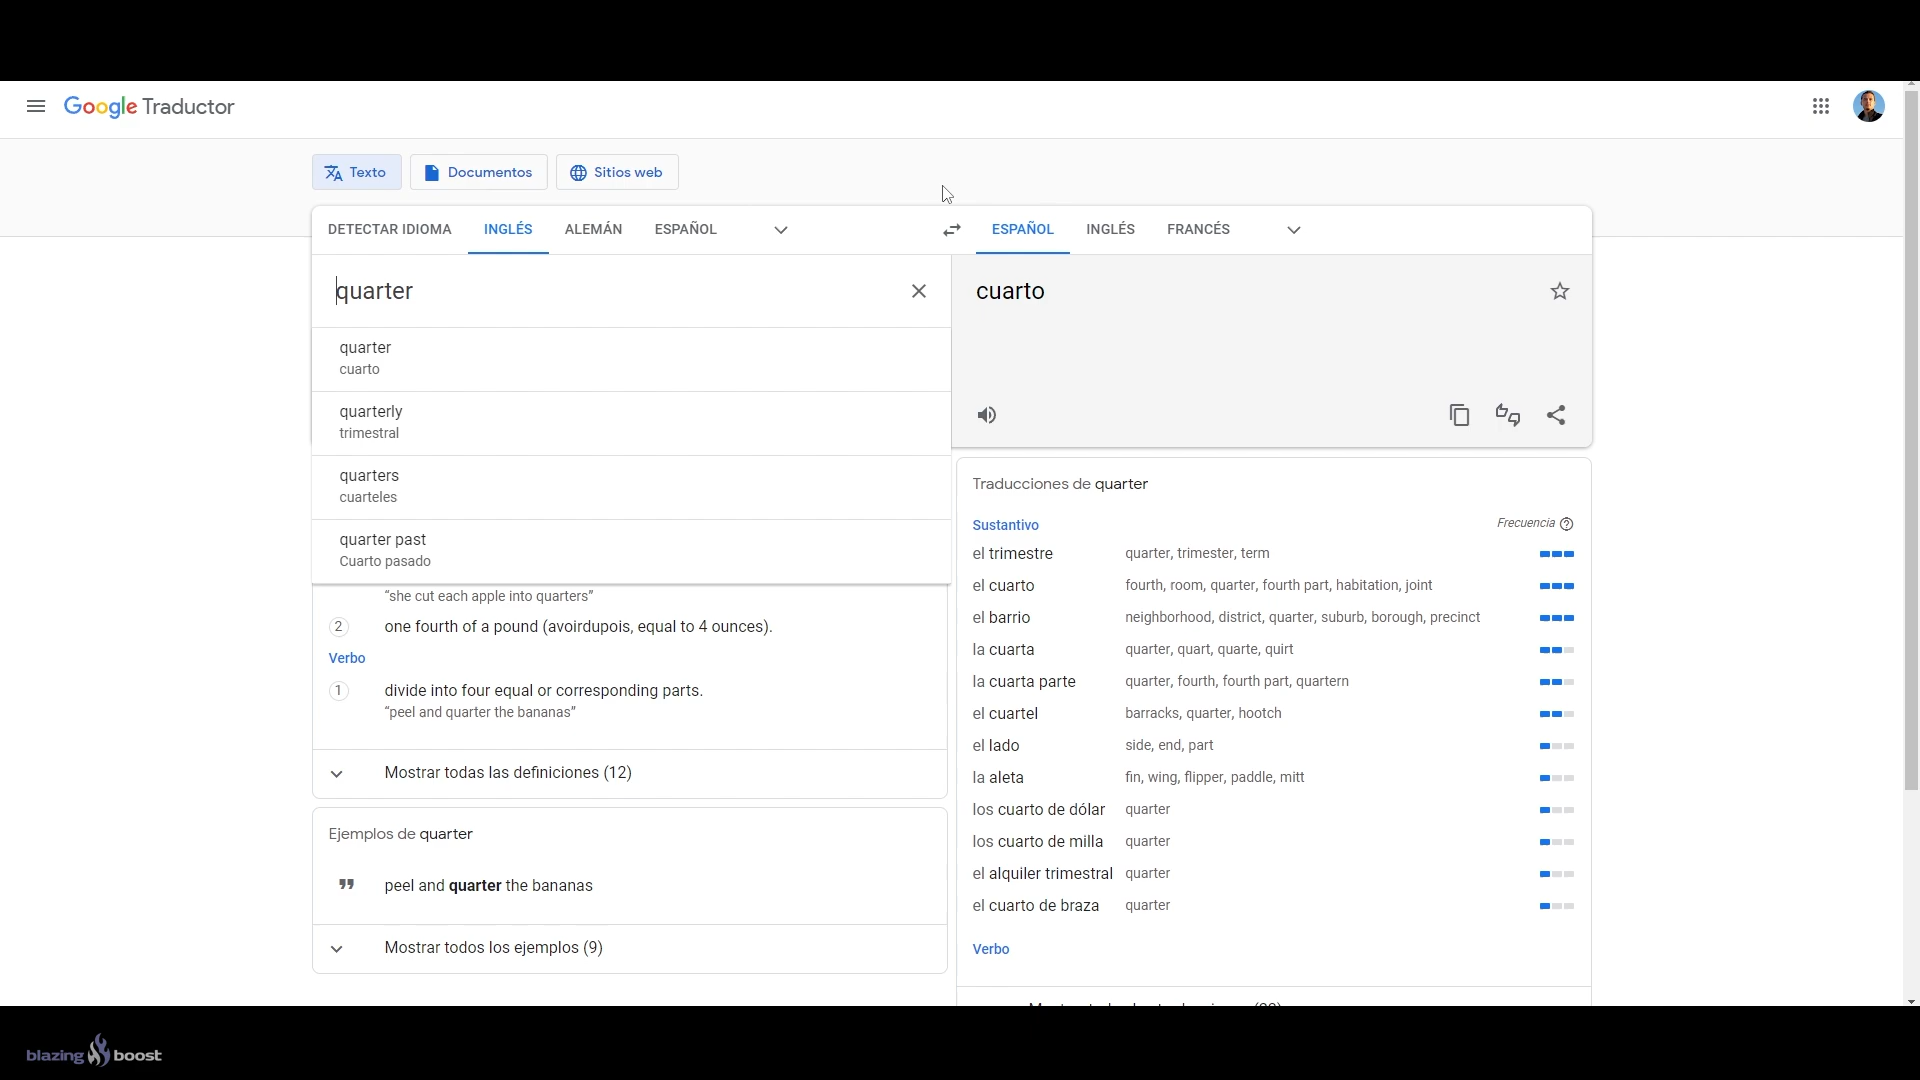 Google Traductor
Texto
Documentos
Sitios web
DETECTAR IDIOMA
INGLÉS
ALEMÁN
ESPAÑOL
ESPAÑOL
INGLÉS
FRANCÉS
quarter
cuarto
quarter
cuarto
quarterly
trimestral
quarters
cuarteles
quarter past
Cuarto pasado
“she cut each apple into quarters”
2 one fourth of a pound (avoirdupois, equal to 4 ounces).
Verbo
1 divide into four equal or corresponding parts.
“peel and quarter the bananas”
Mostrar todas las definiciones (12)
Ejemplos de quarter
peel and quarter the bananas
Mostrar todos los ejemplos (9)
Traducciones de quarter
Sustantivo Frecuencia
el trimestre quarter, trimester, term
el cuarto fourth, room, quarter, fourth part, habitation, joint
el barrio neighborhood, district, quarter, suburb, borough, precinct
la cuarta quarter, quart, quarte, quirt
la cuarta parte quarter, fourth, fourth part, quartern
el cuartel barracks, quarter, hootch
el lado side, end, part
la aleta fin, wing, flipper, paddle, mitt
los cuarto de dólar quarter
los cuarto de milla quarter
el alquiler trimestral quarter
el cuarto de braza quarter
Verbo
blazing boost